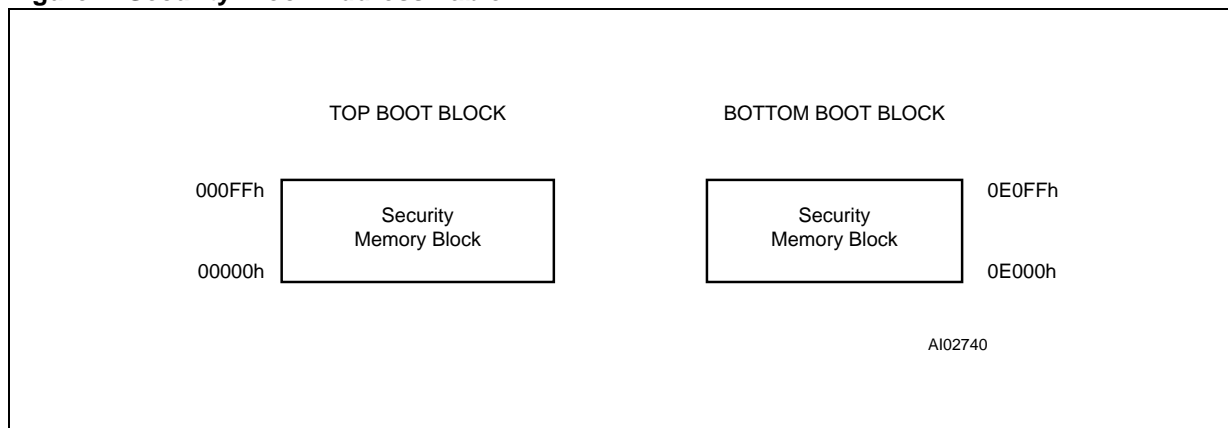 TOP BOOT BLOCK
BOTTOM BOOT BLOCK
000FFh
Security
Memory Block
00000h
Security
Memory Block
0E0FFh
0E000h
AI02740